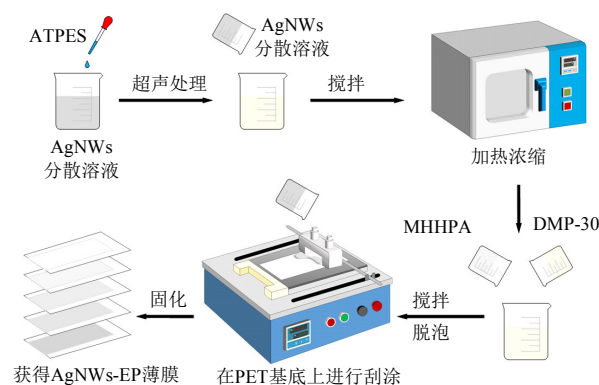 ATPES
AgNWs
分散溶液
超声处理
AgNWs
分散溶液
搅拌
加热浓缩
MHHPA
DMP-30
搅拌
脱泡
在PET基底上进行刮涂
固化
获得AgNWs-EP薄膜